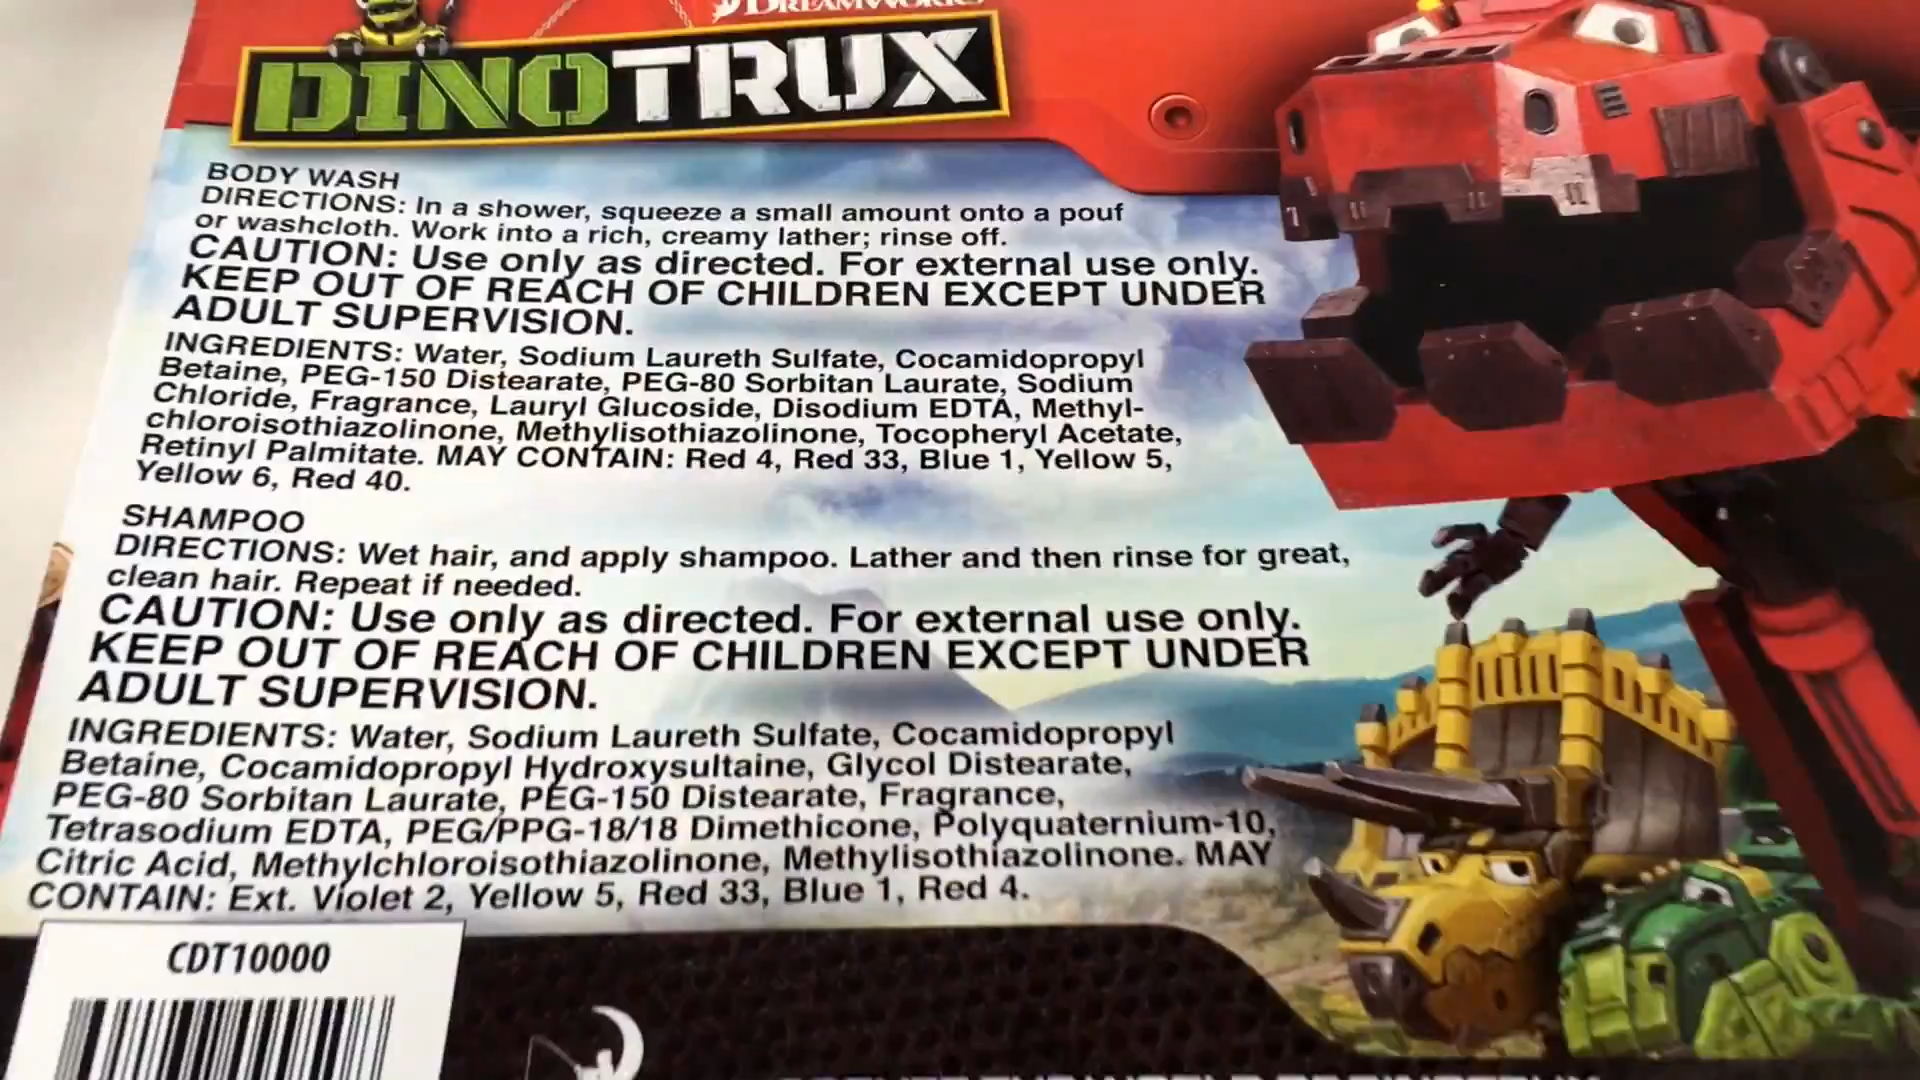 DREAMWORKS
DINOTRUX
BODY WASH
DIRECTIONS: In a shower, squeeze a small amount onto a pouf
or washcloth. Work into a rich, creamy lather; rinse off.
CAUTION: Use only as directed. For external use only.
KEEP OUT OF REACH OF CHILDREN EXCEPT UNDER
ADULT SUPERVISION.
INGREDIENTS: Water, Sodium Laureth Sulfate, Cocamidopropyl
Betaine, PEG-150 Distearate, PEG-80 Sorbitan Laurate, Sodium
Chloride, Fragrance, Lauryl Glucoside, Disodium EDTA, Methyl-
chloroisothiazolinone, Methylisothiazolinone, Tocopheryl Acetate,
Retinyl Palmitate. MAY CONTAIN: Red 4, Red 33, Blue 1, Yellow 5,
Yellow 6, Red 40.
SHAMPOO
DIRECTIONS: Wet hair, and apply shampoo. Lather and then rinse for great,
clean hair. Repeat if needed.
CAUTION: Use only as directed. For external use only.
KEEP OUT OF REACH OF CHILDREN EXCEPT UNDER
ADULT SUPERVISION.
INGREDIENTS: Water, Sodium Laureth Sulfate, Cocamidopropyl
Betaine, Cocamidopropyl Hydroxysultaine, Glycol Distearate,
PEG-80 Sorbitan Laurate, PEG-150 Distearate, Fragrance,
Tetrasodium EDTA, PEG/PPG-18/18 Dimethicone, Polyquaternium-10,
Citric Acid, Methylchloroisothiazolinone, Methylisothiazolinone. MAY
CONTAIN: Ext. Violet 2, Yellow 5, Red 33, Blue 1, Red 4.
CDT10000